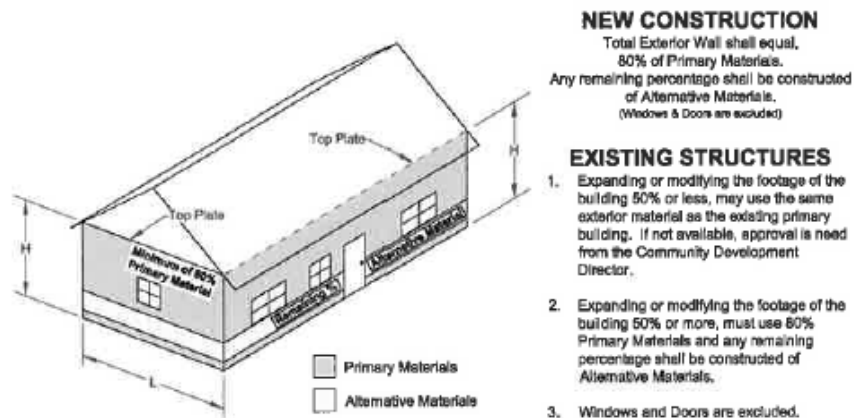 NEW CONSTRUCTION
Total Exterior Wall shall equal,
80% of Primary Materials.
Any remaining percentage shall be constructed
of Alternative Materials.
(Windows & Doors are excluded)
EXISTING STRUCTURES
1. Expanding or modifying the footage of the
building 50% or less, may use the same
exterior material as the existing primary
building. If not available, approval is need
from the Community Development
Director.
2. Expanding or modifying the footage of the
building 50% or more, must use 80%
Primary Materials and any remaining
percentage shall be constructed of
Alternative Materials.
3. Windows and Doors are excluded.
Top Plate
H
Top Plate
H
Minimum of 80%
Primary Material
Remaining %
Alternative Material
L
Primary Materials
Alternative Materials